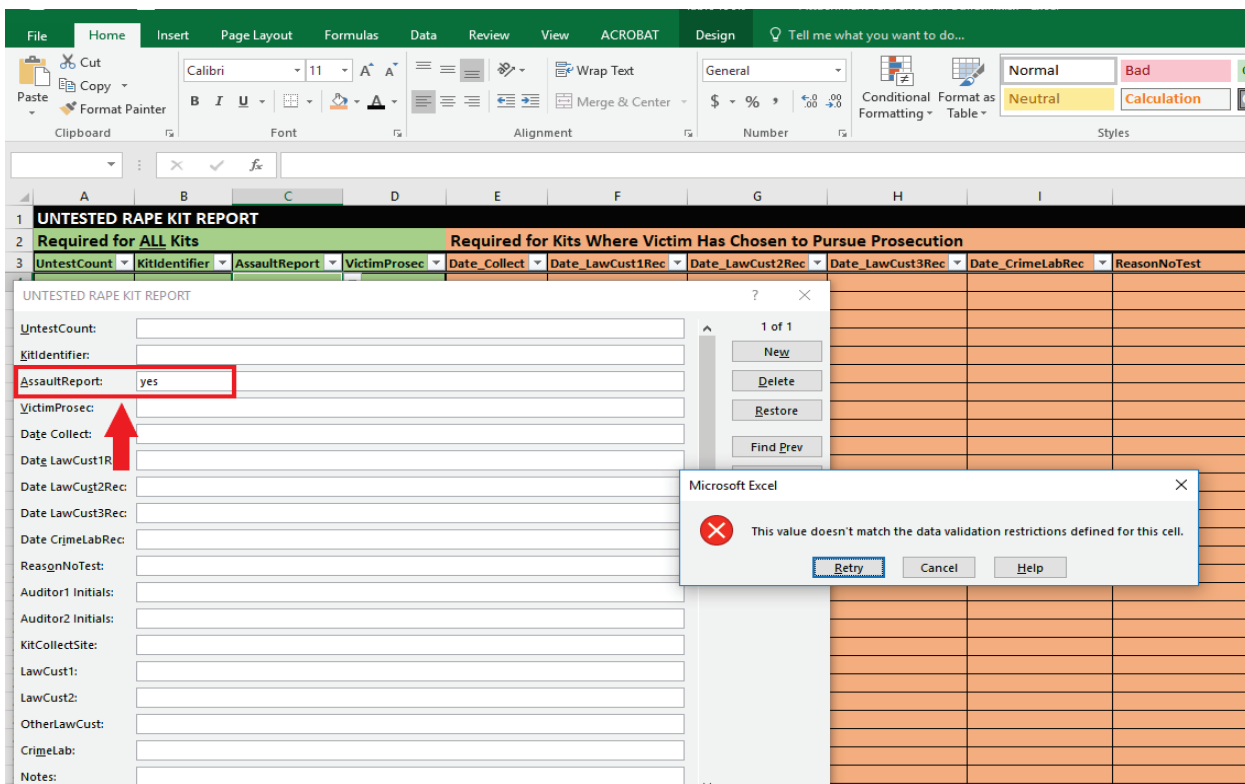 File Home Insert Page Layout Formulas Data Review View ACROBAT Design Tell me what you want to do...
Cut
Copy
Format Painter
Paste
Clipboard
Calibri 11
B I U A
Font
Wrap Text
Merge & Center
Alignment
General
$ % ,
Number
Conditional Formatting
Format as Table
Normal Bad
Neutral Calculation
Styles
fx
A B C D E F G H I
1 UNTESTED RAPE KIT REPORT
2 Required for ALL Kits Required for Kits Where Victim Has Chosen to Pursue Prosecution
3 UntestCount KitIdentifier AssaultReport VictimProsec Date_Collect Date_LawCust1Rec Date_LawCust2Rec Date_LawCust3Rec Date_CrimeLabRec ReasonNoTest
UNTESTED RAPE KIT REPORT ?
UntestCount:
KitIdentifier:
AssaultReport: yes
VictimProsec:
Date Collect:
Date LawCust1R
Date LawCust2Rec:
Date LawCust3Rec:
Date CrimeLabRec:
ReasonNoTest:
Auditor1 Initials:
Auditor2 Initials:
KitCollectSite:
LawCust1:
LawCust2:
OtherLawCust:
CrimeLab:
Notes:
1 of 1
New
Delete
Restore
Find Prev
Microsoft Excel
This value doesn't match the data validation restrictions defined for this cell.
Retry Cancel Help